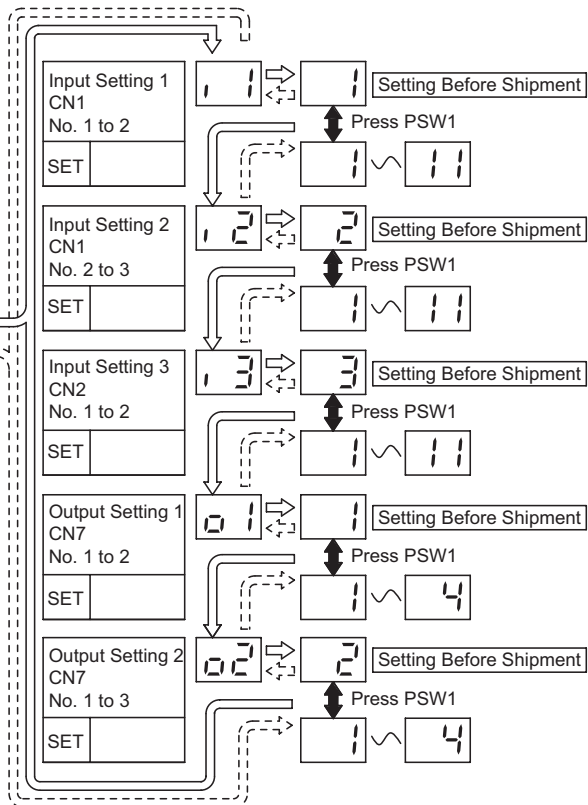 Input Setting 1
CN1
No. 1 to 2
SET
i 1
1
Setting Before Shipment
Press PSW1
1 ~ 11
Input Setting 2
CN1
No. 2 to 3
SET
i 2
2
Setting Before Shipment
Press PSW1
1 ~ 11
Input Setting 3
CN2
No. 1 to 2
SET
i 3
3
Setting Before Shipment
Press PSW1
1 ~ 11
Output Setting 1
CN7
No. 1 to 2
SET
o 1
1
Setting Before Shipment
Press PSW1
1 ~ 4
Output Setting 2
CN7
No. 1 to 3
SET
o2
2
Setting Before Shipment
Press PSW1
1 ~ 4